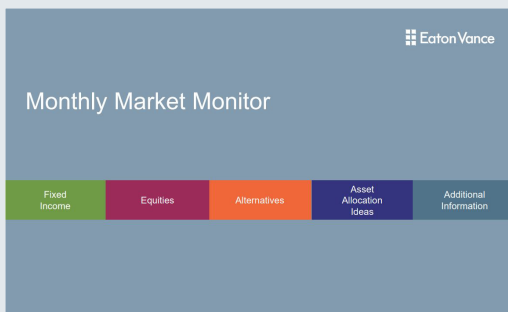 Eaton Vance
Monthly Market Monitor
Fixed
Income
Equities
Alternatives
Asset
Allocation
Ideas
Additional
Information